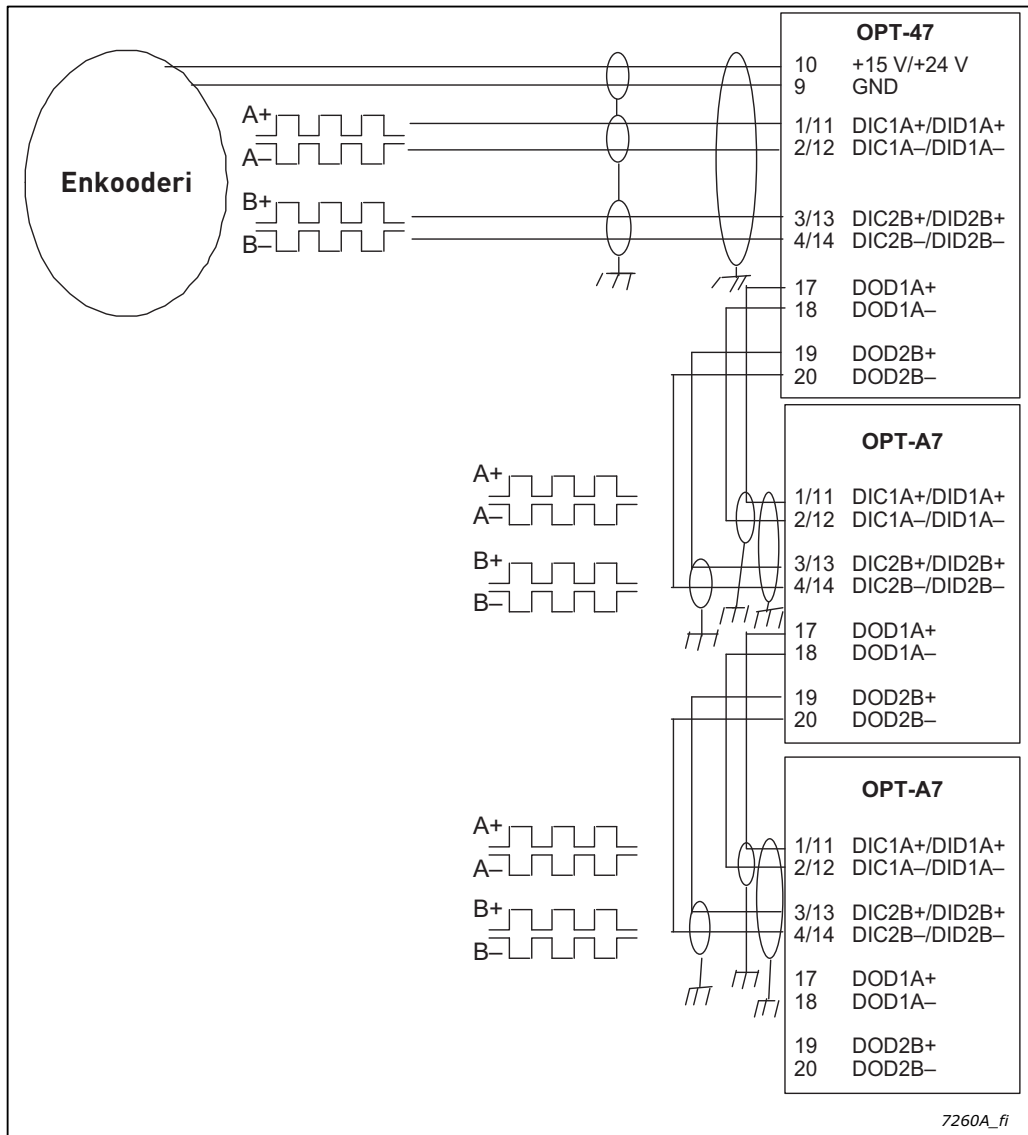 OPT-47
10 +15 V/+24 V
9 GND
A+
1/11 DIC1A+/DID1A+
A–
2/12 DIC1A–/DID1A–
Enkooderi
B+
3/13 DIC2B+/DID2B+
B–
4/14 DIC2B–/DID2B–
17 DOD1A+
18 DOD1A–
19 DOD2B+
20 DOD2B–
OPT-A7
A+
1/11 DIC1A+/DID1A+
A–
2/12 DIC1A–/DID1A–
B+
3/13 DIC2B+/DID2B+
B–
4/14 DIC2B–/DID2B–
17 DOD1A+
18 DOD1A–
19 DOD2B+
20 DOD2B–
OPT-A7
A+
1/11 DIC1A+/DID1A+
A–
2/12 DIC1A–/DID1A–
B+
3/13 DIC2B+/DID2B+
B–
4/14 DIC2B–/DID2B–
17 DOD1A+
18 DOD1A–
19 DOD2B+
20 DOD2B–
7260A_fi